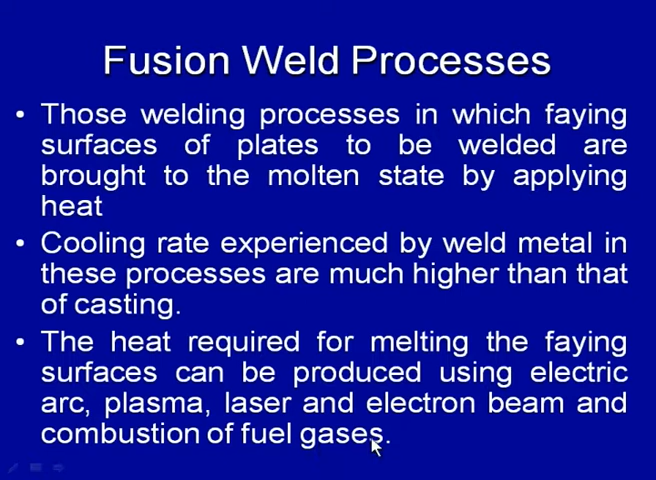 Fusion Weld Processes
• Those welding processes in which faying
surfaces of plates to be welded are
brought to the molten state by applying
heat
• Cooling rate experienced by weld metal in
these processes are much higher than that
of casting.
• The heat required for melting the faying
surfaces can be produced using electric
arc, plasma, laser and electron beam and
combustion of fuel gases.